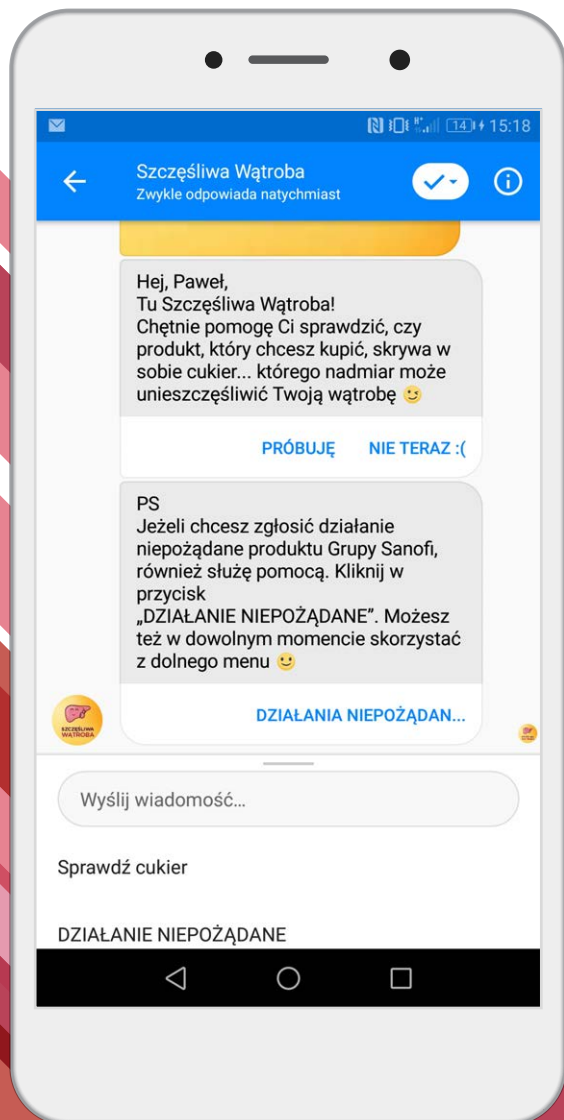 14 15:18
Szczęśliwa Wątroba
Zwykle odpowiada natychmiast
Hej, Paweł,
Tu Szczęśliwa Wątroba!
Chętnie pomogę Ci sprawdzić, czy
produkt, który chcesz kupić, skrywa w
sobie cukier... którego nadmiar może
unieszczęśliwić Twoją wątrobę 😉
PRÓBUJĘ NIE TERAZ :(
PS
Jeżeli chcesz zgłosić działanie
niepożądane produktu Grupy Sanofi,
również służę pomocą. Kliknij w
przycisk
„DZIAŁANIE NIEPOŻĄDANE”. Możesz
też w dowolnym momencie skorzystać
z dolnego menu 🙂
SZCZĘŚLIWA
WĄTROBA
DZIAŁANIA NIEPOŻĄDAN...
Wyślij wiadomość...
Sprawdź cukier
DZIAŁANIE NIEPOŻĄDANE